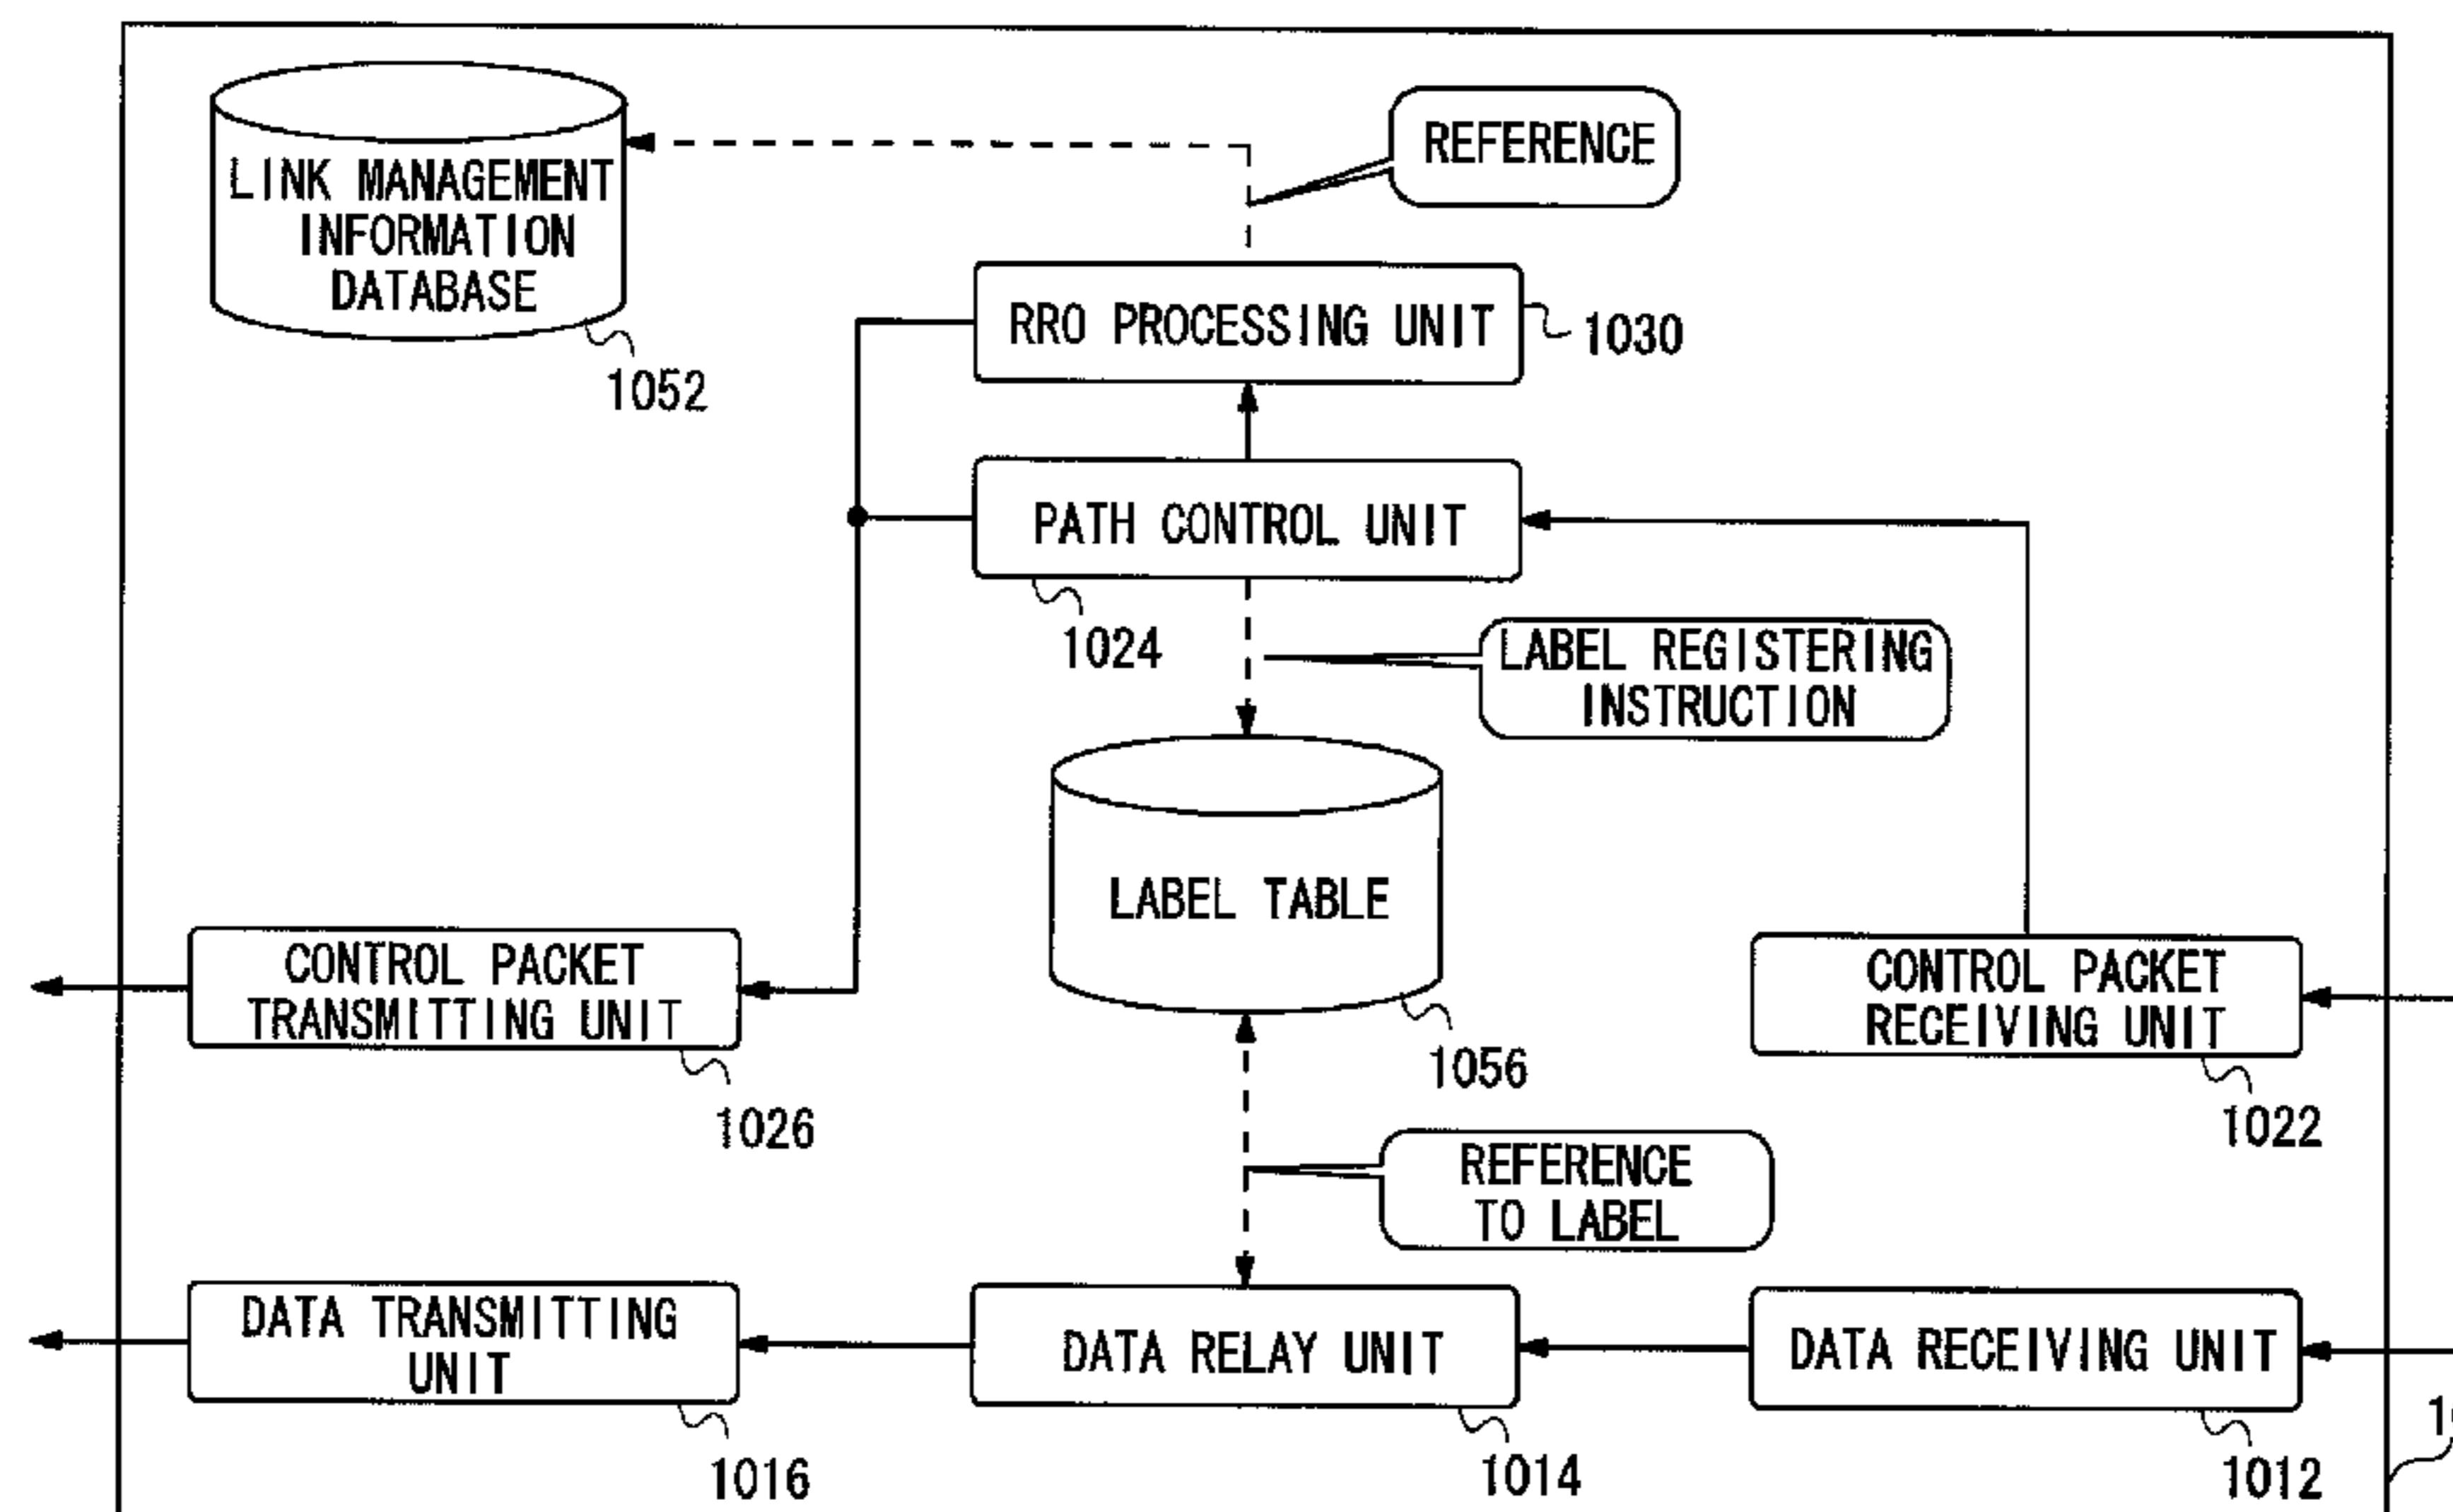 REFERENCE
LINK MANAGEMENT
INFORMATION
DATABASE
1052
RRO PROCESSING UNIT
1030
PATH CONTROL UNIT
1024
LABEL REGISTERING
INSTRUCTION
LABEL TABLE
1056
CONTROL PACKET
TRANSMITTING UNIT
1026
CONTROL PACKET
RECEIVING UNIT
1022
REFERENCE
TO LABEL
DATA TRANSMITTING
UNIT
1016
DATA RELAY UNIT
1014
DATA RECEIVING UNIT
1012